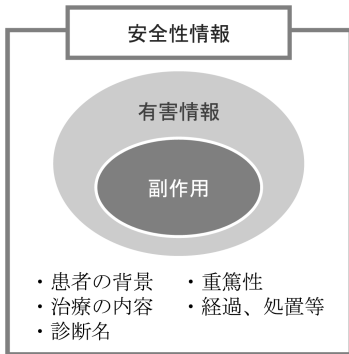 安全性情報
有害情報
副作用
・患者の背景 ・重篤性
・治療の内容 ・経過、処置等
・診断名